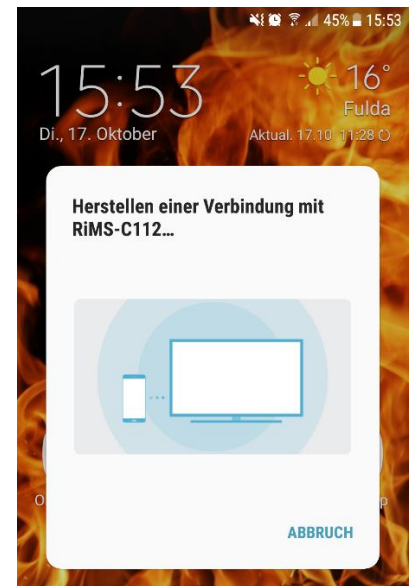 45% 15:53
15:53
16°
Fulda
Di., 17. Oktober
Aktual. 17.10 11:28
Herstellen einer Verbindung mit
RiMS-C112…
O
O
p
ABBRUCH